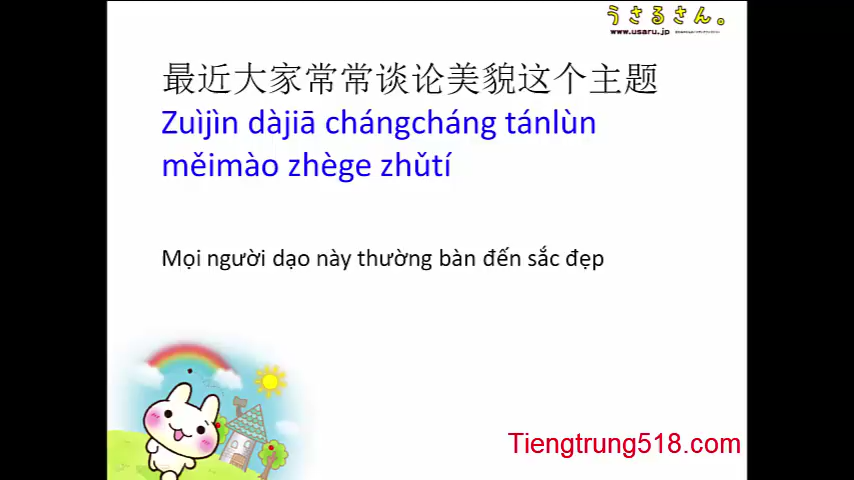 うさるさん。
www.usaru.jp
最近大家常常谈论美貌这个主题
Zuìjìn dàjiā chángcháng tánlùn
měimào zhège zhǔtí
Mọi người dạo này thường bàn đến sắc đẹp
Tiengtrung518.com